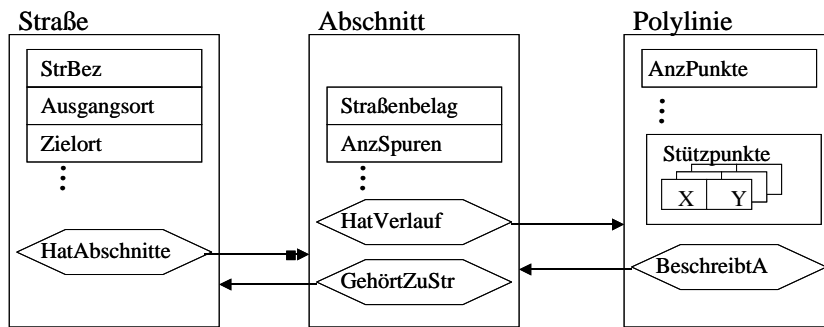 Straße
StrBez
Ausgangsort
Zielort
HatAbschnitte
Abschnitt
Straßenbelag
AnzSpuren
HatVerlauf
GehörtZuStr
Polylinie
AnzPunkte
Stützpunkte
X Y
BeschreibtA